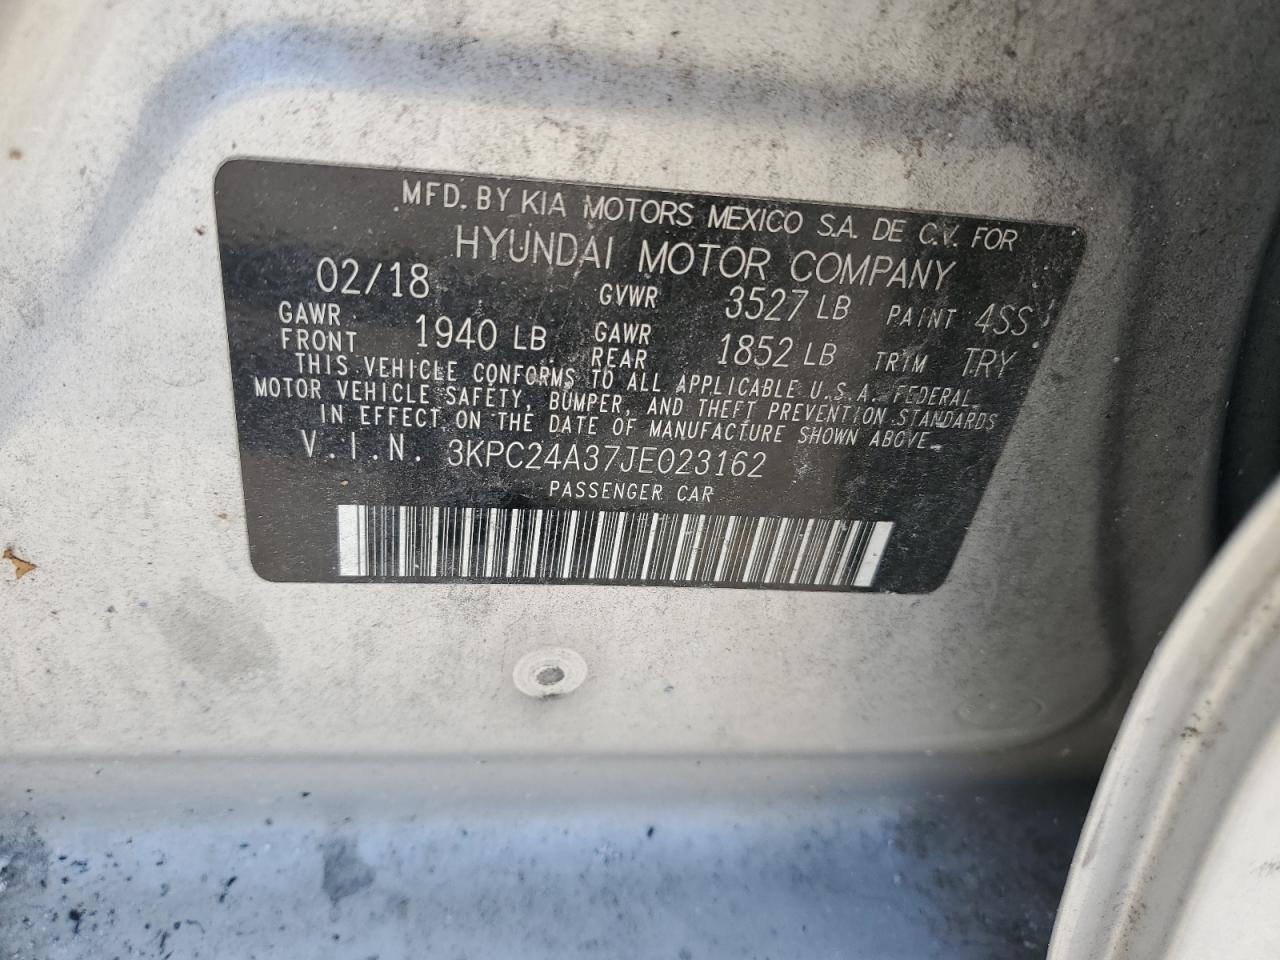 MFD. BY KIA MOTORS MEXICO S.A. DE C.V. FOR
HYUNDAI MOTOR COMPANY
02/18 GVWR 3527 LB PAINT 4SS
GAWR FRONT 1940 LB GAWR REAR 1852 LB TRIM TRY
THIS VEHICLE CONFORMS TO ALL APPLICABLE U.S.A. FEDERAL
MOTOR VEHICLE SAFETY, BUMPER, AND THEFT PREVENTION STANDARDS
IN EFFECT ON THE DATE OF MANUFACTURE SHOWN ABOVE.
V.I.N. 3KPC24A37JE023162
PASSENGER CAR